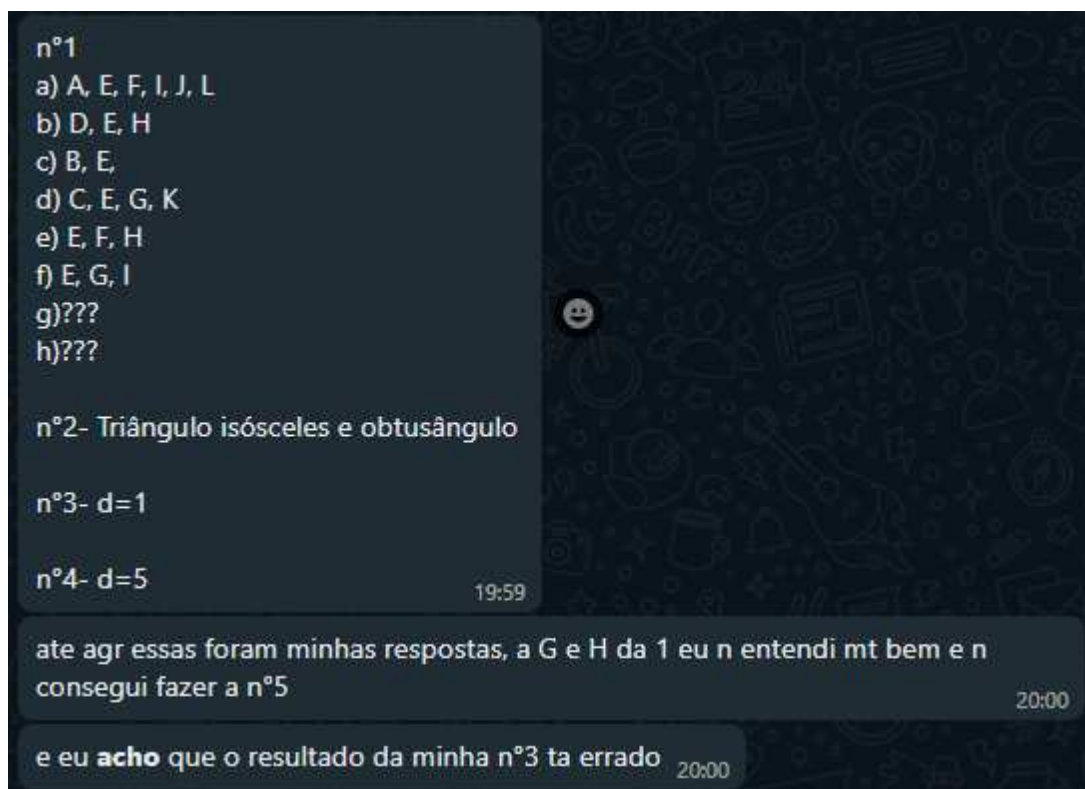 n°1
a) A, E, F, I, J, L
b) D, E, H
c) B, E,
d) C, E, G, K
e) E, F, H
f) E, G, I
g)???
h)???
n°2- Triângulo isósceles e obtusângulo
n°3- d=1
n°4- d=5
19:59
ate agr essas foram minhas respostas, a G e H da 1 eu n entendi mt bem e n
consegui fazer a n°5
20:00
e eu acho que o resultado da minha n°3 ta errado 20:00